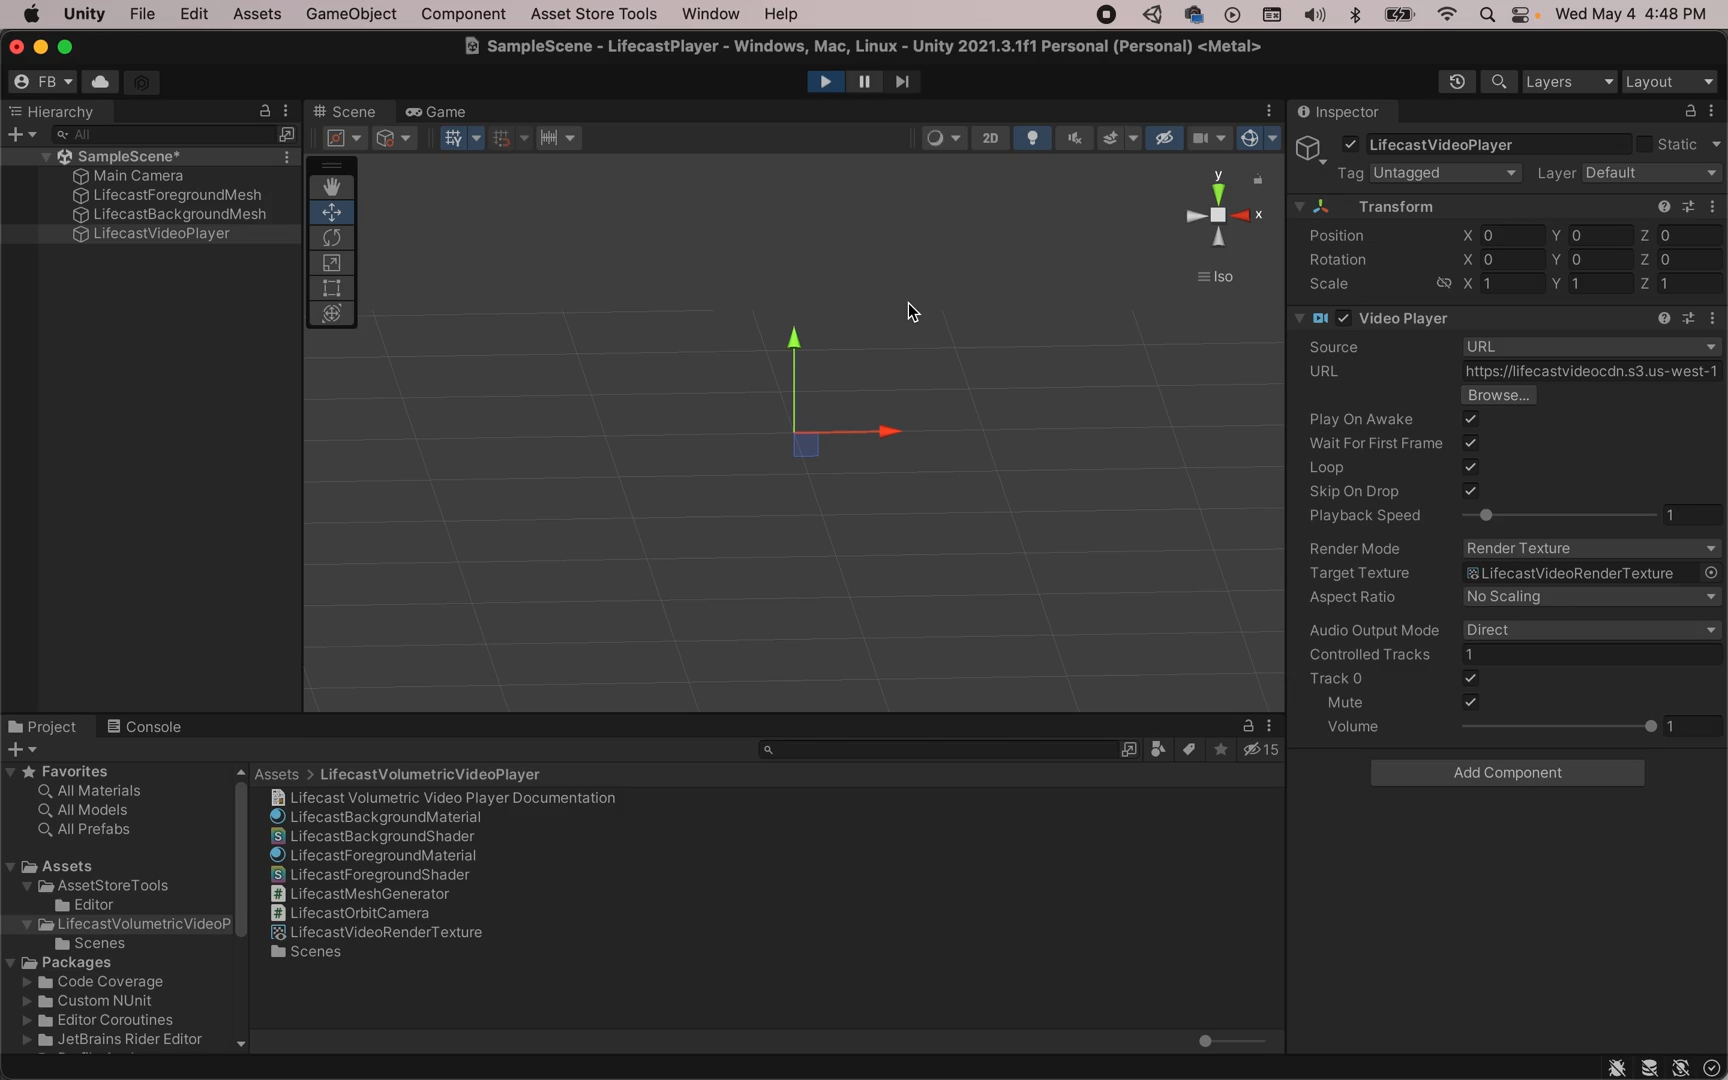 Unity File Edit Assets GameObject Component Asset Store Tools Window Help Wed May 4 4:48 PM
SampleScene - LifecastPlayer - Windows, Mac, Linux - Unity 2021.3.1f1 Personal (Personal) <Metal>
FB Layers Layout
Hierarchy Scene Game Inspector
All 2D LifecastVideoPlayer Static
SampleScene*
Main Camera
LifecastForegroundMesh
LifecastBackgroundMesh
LifecastVideoPlayer
y
x
Iso
Tag Untagged Layer Default
Transform
Position X 0 Y 0 Z 0
Rotation X 0 Y 0 Z 0
Scale X 1 Y 1 Z 1
Video Player
Source URL
URL https://lifecastvideocdn.s3.us-west-1
Browse...
Play On Awake
Wait For First Frame
Loop
Skip On Drop
Playback Speed 1
Render Mode Render Texture
Target Texture LifecastVideoRenderTexture
Aspect Ratio No Scaling
Audio Output Mode Direct
Controlled Tracks 1
Track 0
Mute
Volume 1
Add Component
Project Console
15
Favorites
All Materials
All Models
All Prefabs
Assets
AssetStoreTools
Editor
LifecastVolumetricVideoP
Scenes
Packages
Code Coverage
Custom NUnit
Editor Coroutines
JetBrains Rider Editor
Assets > LifecastVolumetricVideoPlayer
Lifecast Volumetric Video Player Documentation
LifecastBackgroundMaterial
LifecastBackgroundShader
LifecastForegroundMaterial
LifecastForegroundShader
LifecastMeshGenerator
LifecastOrbitCamera
LifecastVideoRenderTexture
Scenes